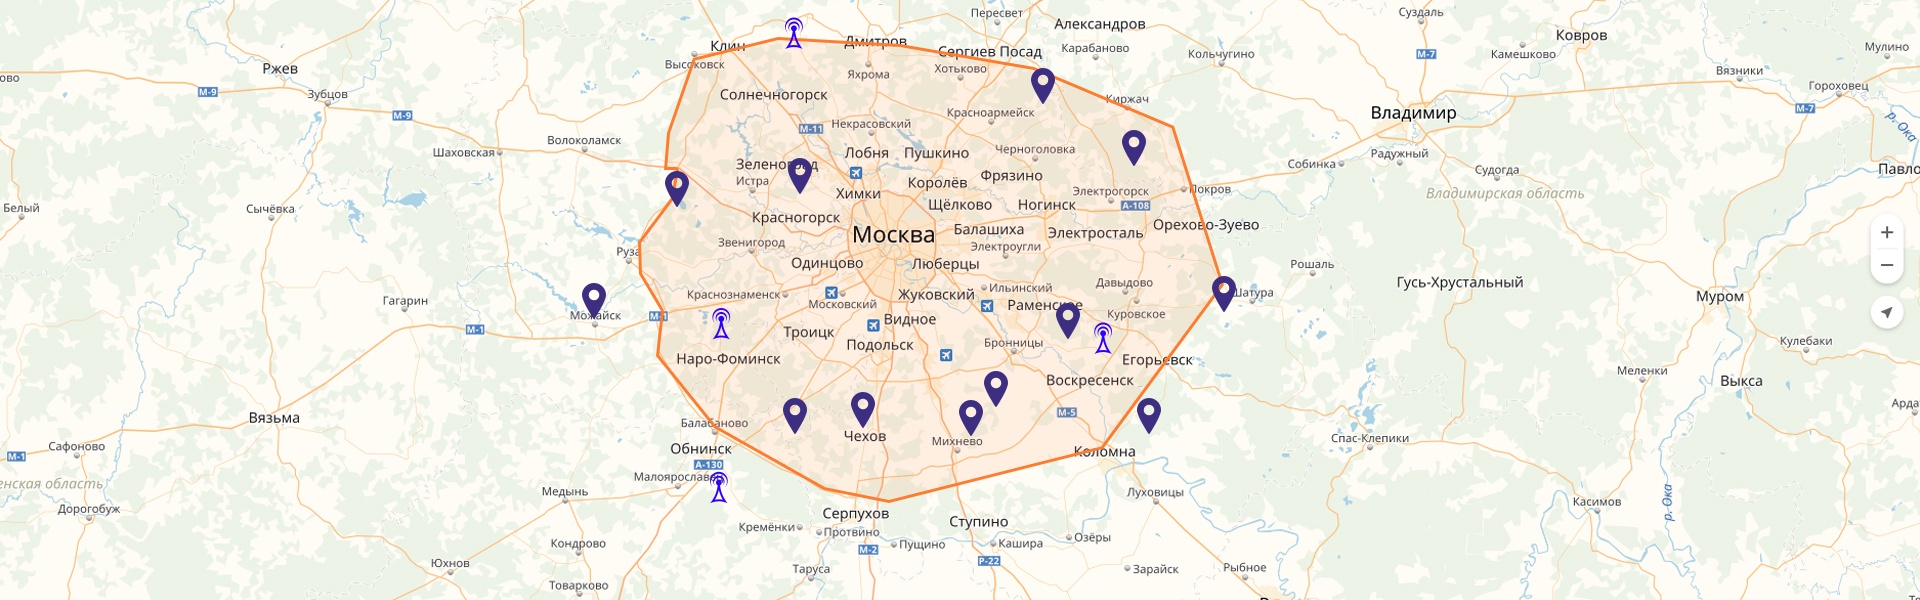 Пересвет
Александров
Суздаль
Ковров
Клин
Дмитров
Сергиев Посад
Карабаново
Кольчугино
М-7
Камешково
Мулино
Высоковск
Яхрома
Хотьково
Ржев
Вязники
Гороховец
ово
М-9
Зубцов
Солнечногорск
Киржач
М-7
М-9
Красноармейск
Владимир
р. Ока
М-11
Некрасовский
Волоколамск
Шаховская
Лобня
Пушкино
Черноголовка
Радужный
Зеленоград
Собинка
Судогда
Павло
Истра
Химки
Королёв
Фрязино
Электрогорск
Покров
Владимирская область
Белый
Сычёвка
Красногорск
Щёлково
Ногинск
А-108
Орехово-Зуево
Москва
Балашиха
Электросталь
Руза
Звенигород
Электроугли
Одинцово
Люберцы
Рошаль
Гусь-Хрустальный
Давыдово
Ильинский
Шатура
Муром
Гагарин
Краснознаменск
Московский
Жуковский
Раменское
Можайск
М-1
Видное
Куровское
М-1
Троицк
Подольск
Бронницы
Кулебаки
Наро-Фоминск
Егорьевск
Меленки
Выкса
Воскресенск
Вязьма
Балабаново
М-5
Арда
Чехов
Михнево
Спас-Клепики
Сафоново
М-1
Обнинск
Коломна
А-130
Малоярославе
енская область
Медынь
Луховицы
Касимов
р. Ока
Дорогобуж
Серпухов
Ступино
Кремёнки
Протвино
Кондрово
М-2
Пущино
Кашира
Озёры
Юхнов
Таруса
Р-22
Зарайск
Рыбное
Товарково